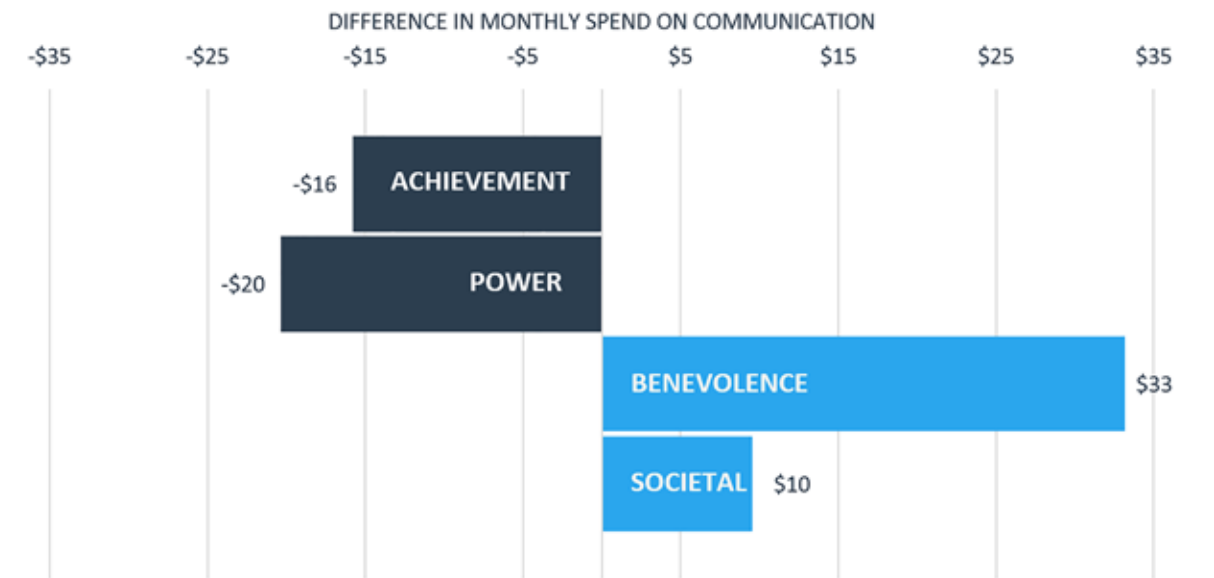 DIFFERENCE IN MONTHLY SPEND ON COMMUNICATION
-$35 -$25 -$15 -$5 $5 $15 $25 $35
-$16 ACHIEVEMENT
-$20 POWER
BENEVOLENCE $33
SOCIETAL $10